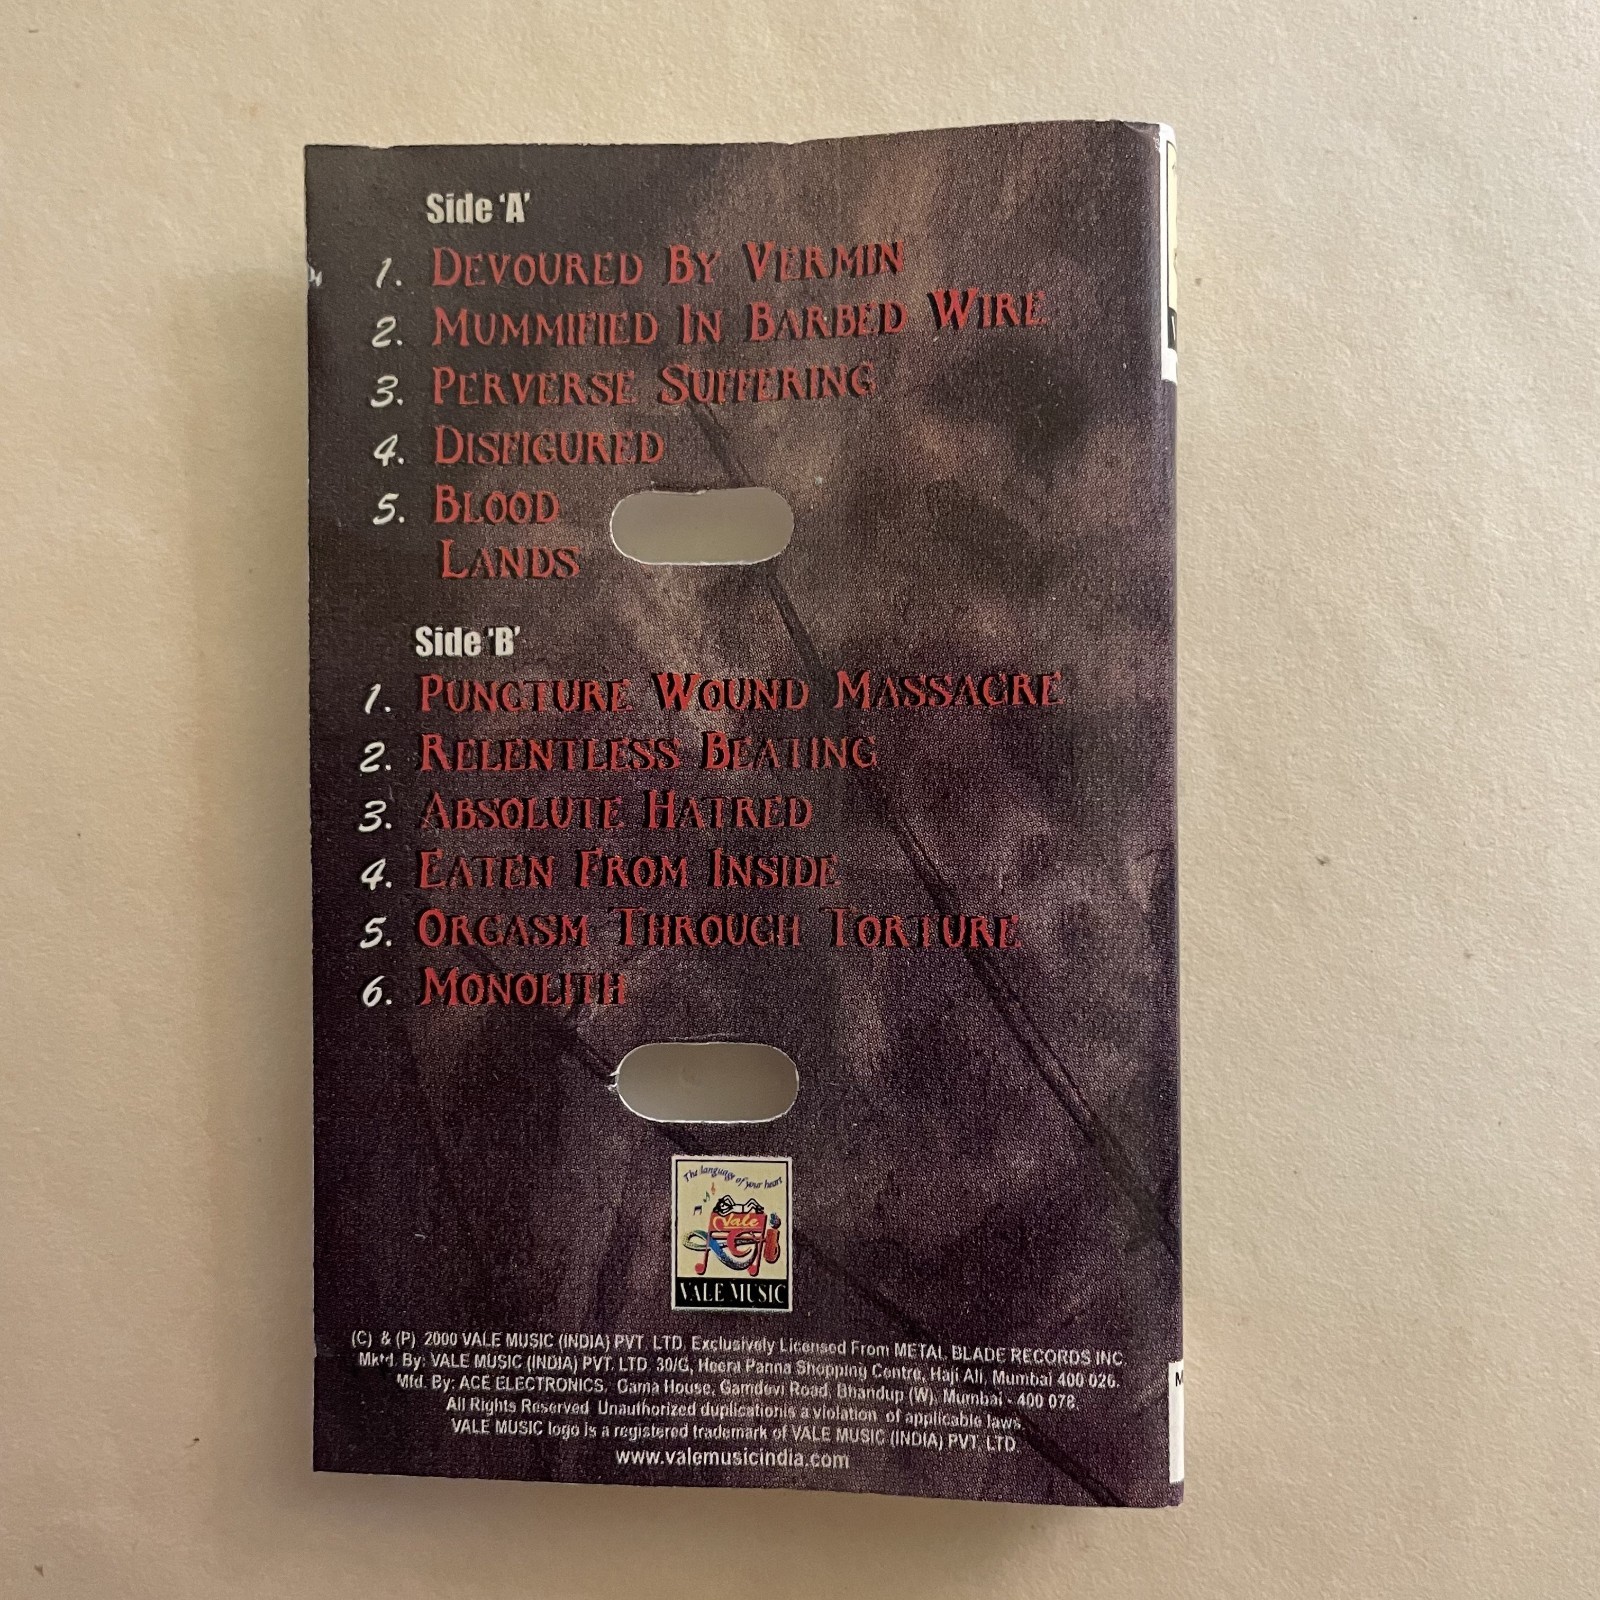 Side 'A'
1. DEVOURED BY VERMIN
2. MUMMIFIED IN BARBED WIRE
3. PERVERSE SUFFERING
4. DISFIGURED
5. BLOOD
LANDS
Side 'B'
1. PUNCTURE WOUND MASSACRE
2. RELENTLESS BEATING
3. ABSOLUTE HATRED
4. EATEN FROM INSIDE
5. ORGASM THROUGH TORTURE
6. MONOLITH
The language of your heart
Vale
VALE MUSIC
(C) & (P) 2000 VALE MUSIC (INDIA) PVT. LTD. Exclusively Licensed From METAL BLADE RECORDS INC.
Mktd. By: VALE MUSIC (INDIA) PVT. LTD. 30/G, Heera Panna Shopping Centre, Haji Ali, Mumbai 400 026.
Mfd. By: ACE ELECTRONICS, Gama House, Gamdevi Road, Bhandup (W), Mumbai - 400 078.
All Rights Reserved Unauthorized duplication is a violation of applicable laws.
VALE MUSIC logo is a registered trademark of VALE MUSIC (INDIA) PVT. LTD
www.valemusicindia.com